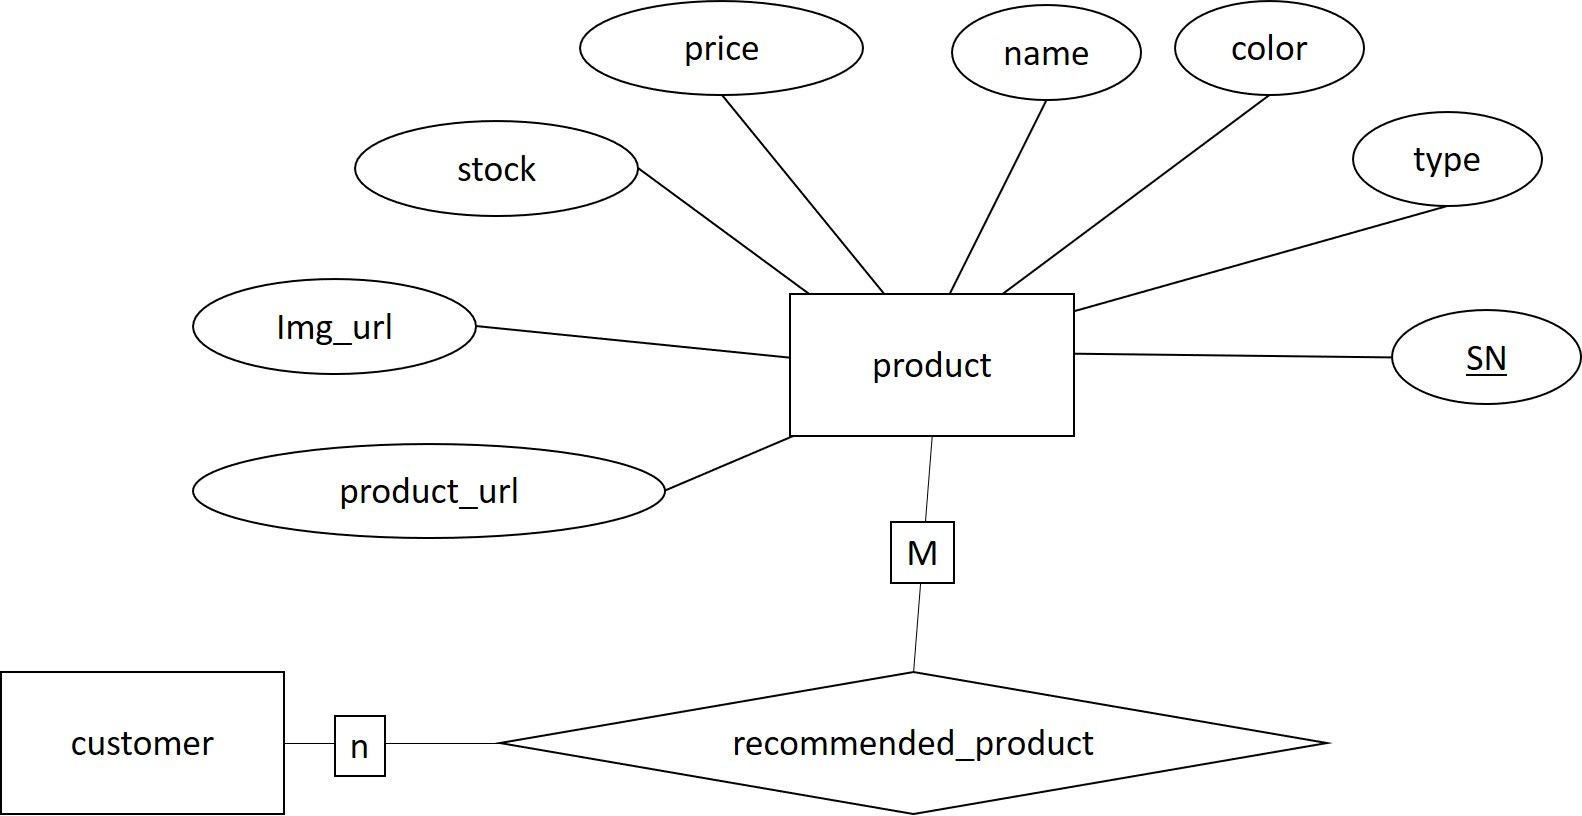 price
name
color
stock
type
Img_url
product
SN
product_url
M
customer
n
recommended_product